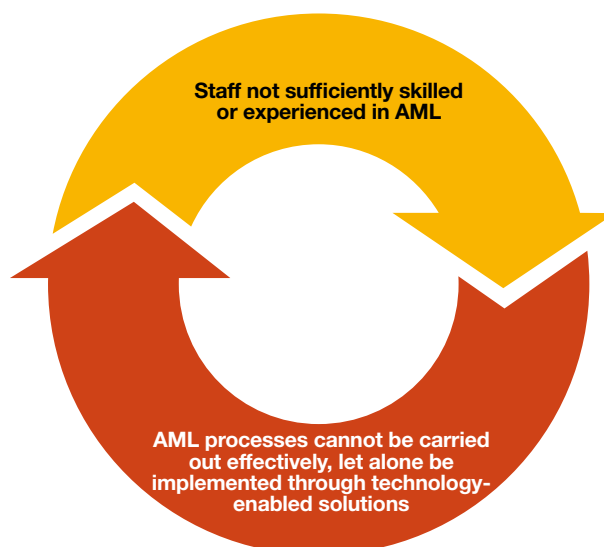 Staff not sufficiently skilled
or experienced in AML
AML processes cannot be carried
out effectively, let alone be
implemented through technology-
enabled solutions